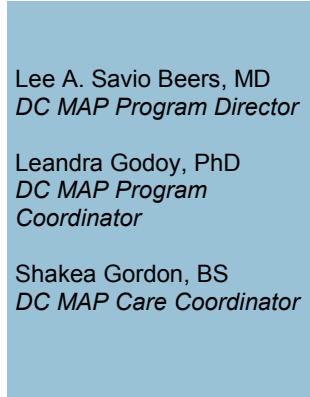 Lee A. Savio Beers, MD
DC MAP Program Director
Leandra Godoy, PhD
DC MAP Program
Coordinator
Shakea Gordon, BS
DC MAP Care Coordinator